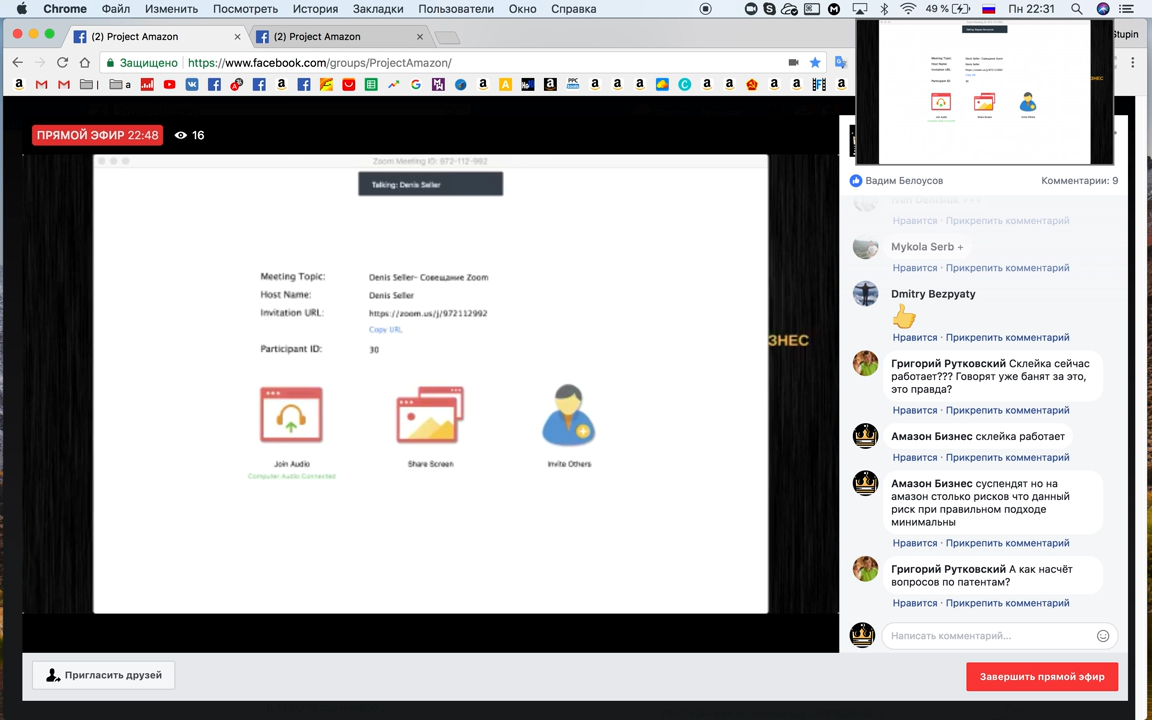 Chrome Файл Изменить Посмотреть История Закладки Пользователи Окно Справка 49 % Пн 22:31
(2) Project Amazon
(2) Project Amazon
Stupin
Защищено https://www.facebook.com/groups/ProjectAmazon/
ПРЯМОЙ ЭФИР 22:48 16
Zoom Meeting ID: 972-112-992
Talking: Denis Seller
Meeting Topic: Denis Seller- Совещание Zoom
Host Name: Denis Seller
Invitation URL: https://zoom.us/j/972112992
Copy URL
Participant ID: 30
Join Audio Share Screen Invite Others
Computer Audio Connected
ЗНЕС
Вадим Белоусов Комментарии: 9
Нравится · Прикрепить комментарий
Mykola Serb +
Нравится · Прикрепить комментарий
Dmitry Bezpyaty
Нравится · Прикрепить комментарий
Григорий Рутковский Склейка сейчас
работает??? Говорят уже банят за это,
это правда?
Нравится · Прикрепить комментарий
Амазон Бизнес склейка работает
Нравится · Прикрепить комментарий
Амазон Бизнес суспендят но на
амазон столько рисков что данный
риск при правильном подходе
минимальны
Нравится · Прикрепить комментарий
Григорий Рутковский А как насчёт
вопросов по патентам?
Нравится · Прикрепить комментарий
Написать комментарий...
Пригласить друзей
Завершить прямой эфир